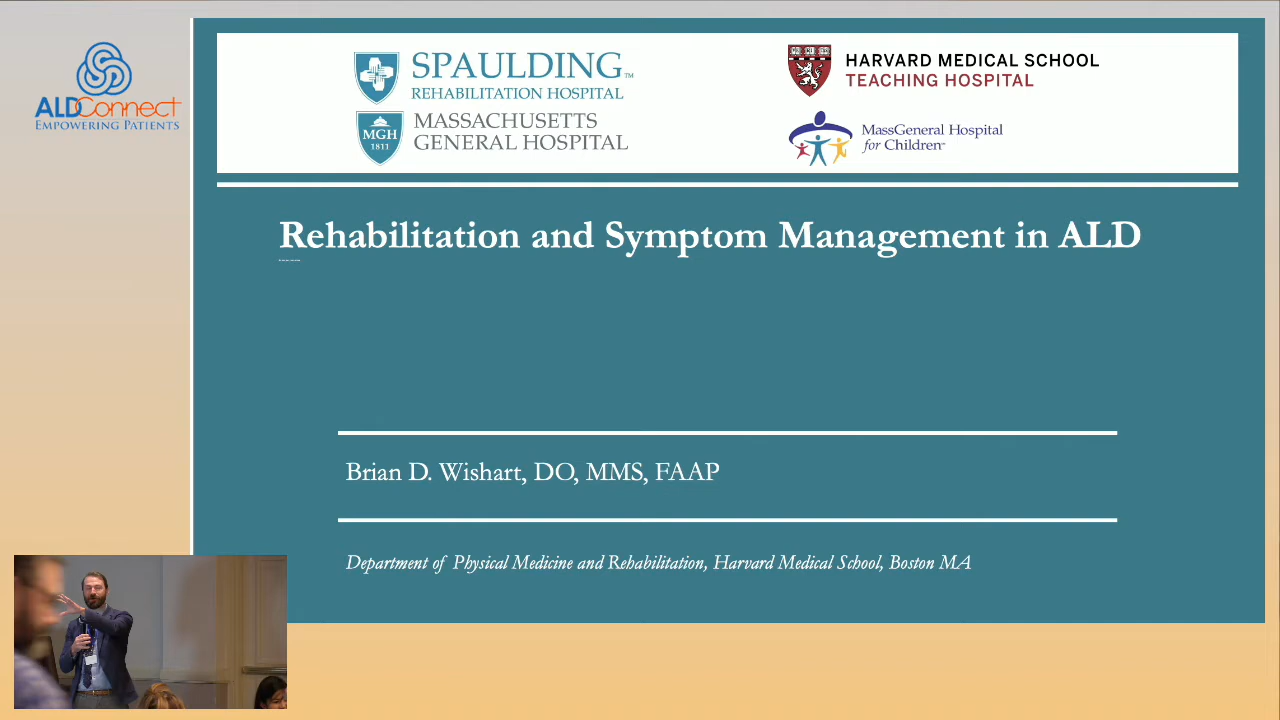 ALDConnect
EMPOWERING PATIENTS
SPAULDING™
REHABILITATION HOSPITAL
MGH
1811
MASSACHUSETTS
GENERAL HOSPITAL
HARVARD MEDICAL SCHOOL
TEACHING HOSPITAL
MassGeneral Hospital
for Children™
Rehabilitation and Symptom Management in ALD
Brian D. Wishart, DO, MMS, FAAP
Department of Physical Medicine and Rehabilitation, Harvard Medical School, Boston MA